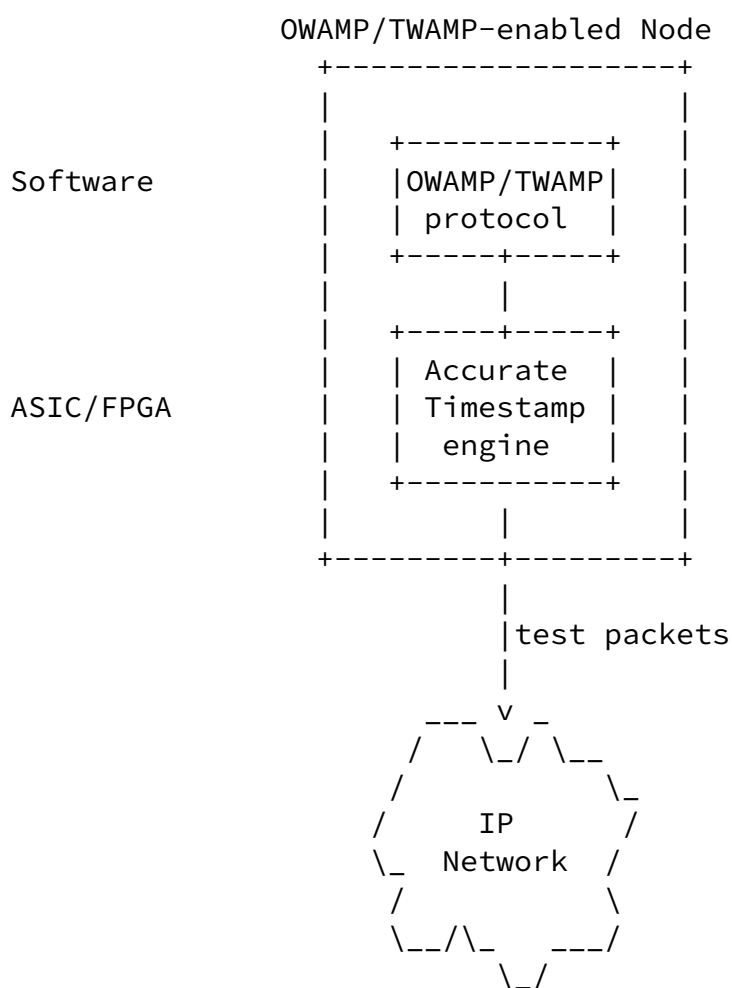 OWAMP/TWAMP-enabled Node
Software
OWAMP/TWAMP
protocol
ASIC/FPGA
Accurate
Timestamp
engine
test packets
IP
Network